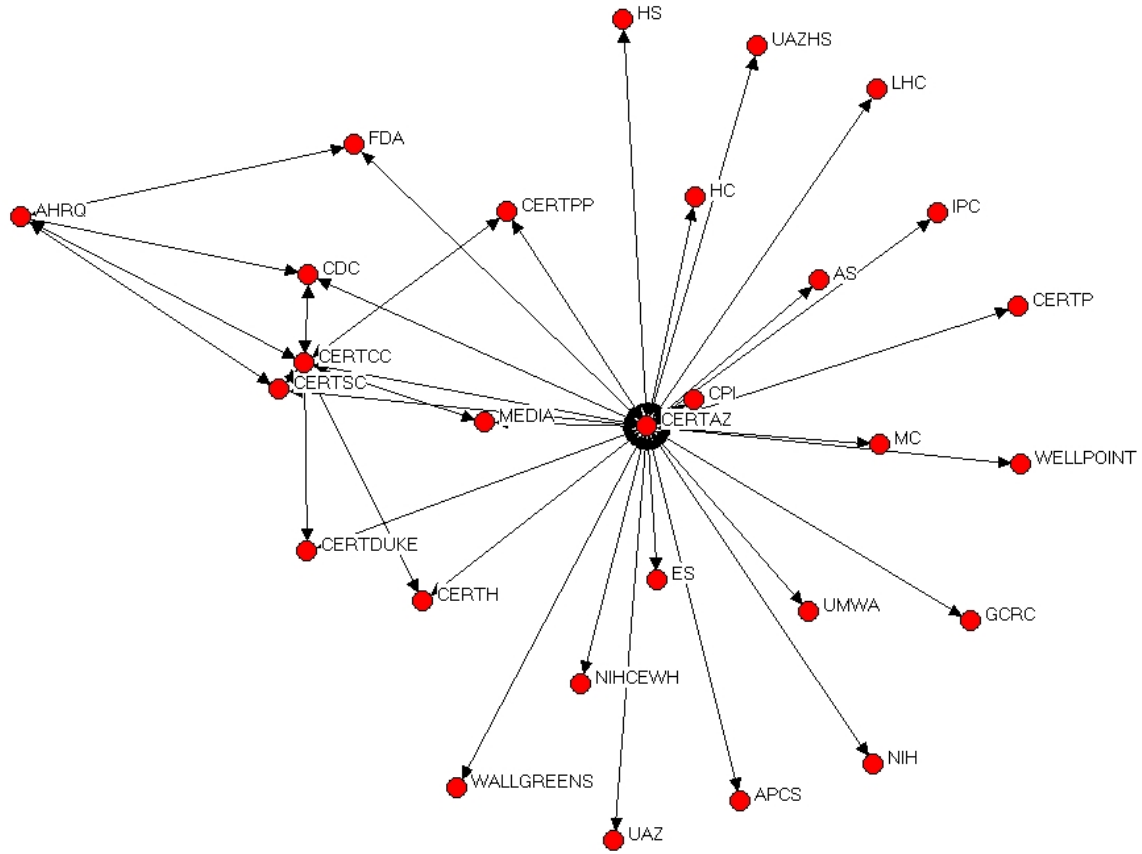 HS
UAZHS
LHC
FDA
HC
CERTPP
IPC
AHRQ
CDC
AS
CERTP
CERTCC
CERTSC
CPI
MEDIA
CERTAZ
MC
WELLPOINT
CERTDUKE
ES
CERTH
UMWA
GCRC
NIHCEWH
NIH
WALLGREENS
APCS
UAZ